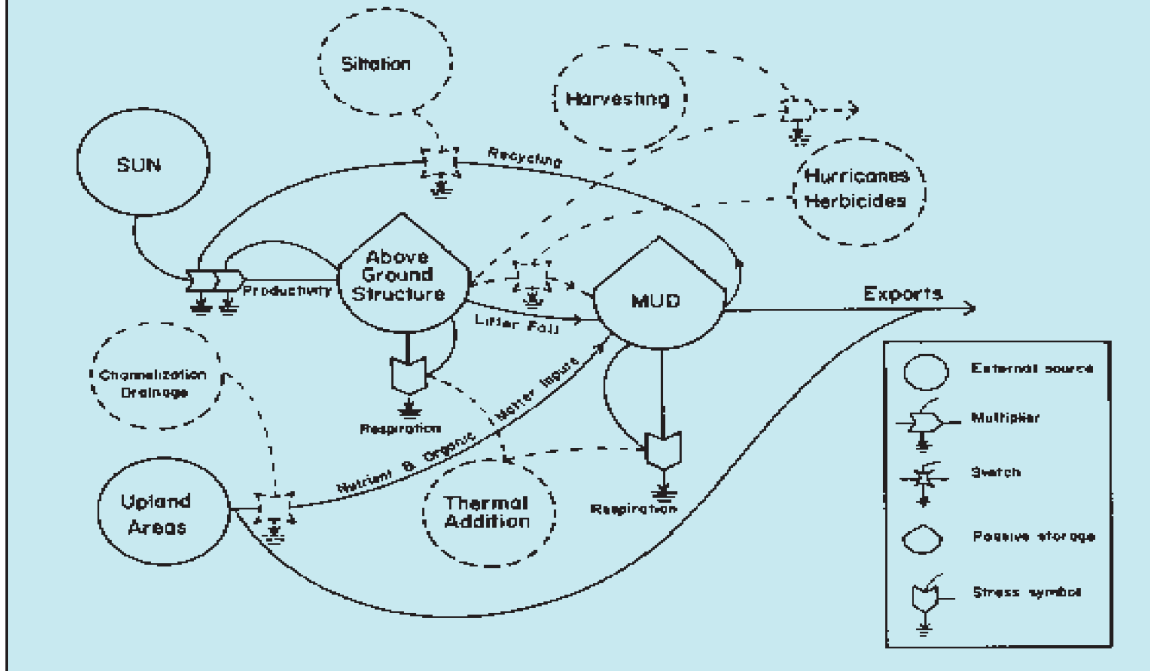 Siltation
Harvesting
SUN
Recycling
Hurricanes
Herbicides
Above
Ground
Structure
MUD
Productivity
Exports
Litter Fall
Channelization
Drainage
Respiration
Nutrient & Organic Matter Inputs
Upland
Areas
Thermal
Addition
Respiration
External source
Multiplier
Switch
Passive storage
Stress symbol